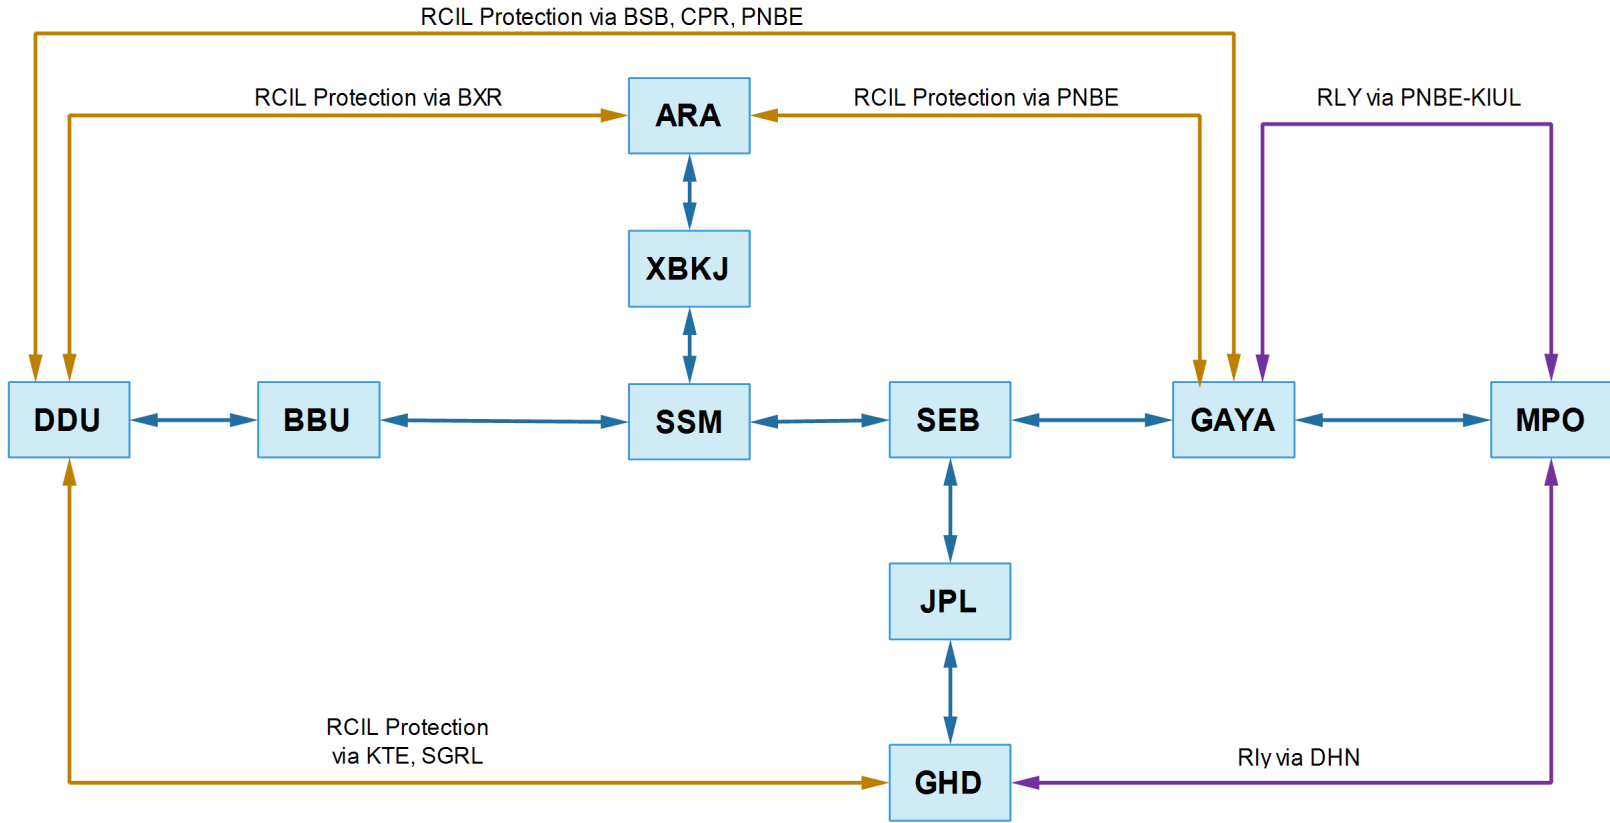 RCIL Protection via BSB, CPR, PNBE
RCIL Protection via BXR
ARA
RCIL Protection via PNBE
RLY via PNBE-KIUL
XBKJ
DDU
BBU
SSM
SEB
GAYA
MPO
JPL
RCIL Protection
via KTE, SGRL
GHD
Rly via DHN